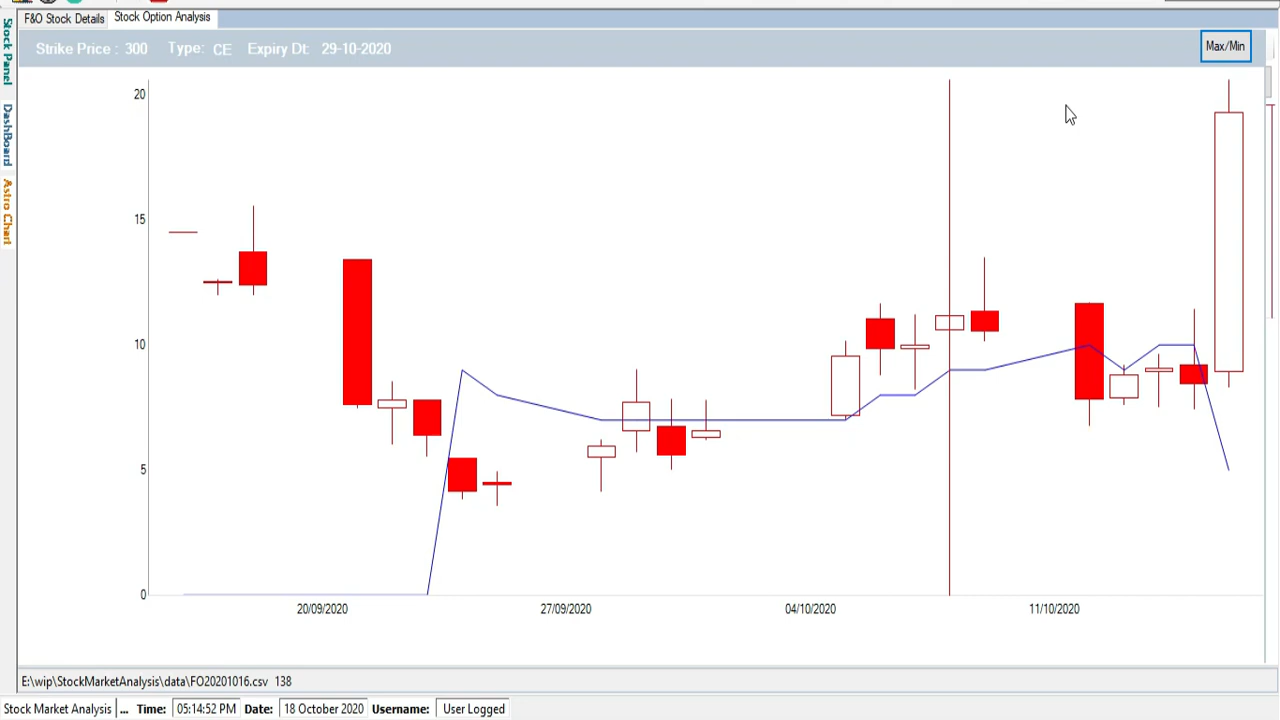 F&O Stock Details Stock Option Analysis
Strike Price : 300 Type: CE Expiry Dt: 29-10-2020 Max/Min
Stock Panel
DashBoard
Astro Chart
20
15
10
5
0
20/09/2020 27/09/2020 04/10/2020 11/10/2020
E:\wip\StockMarketAnalysis\data\FO20201016.csv 138
Stock Market Analysis ... Time: 05:14:52 PM Date: 18 October 2020 Username: User Logged